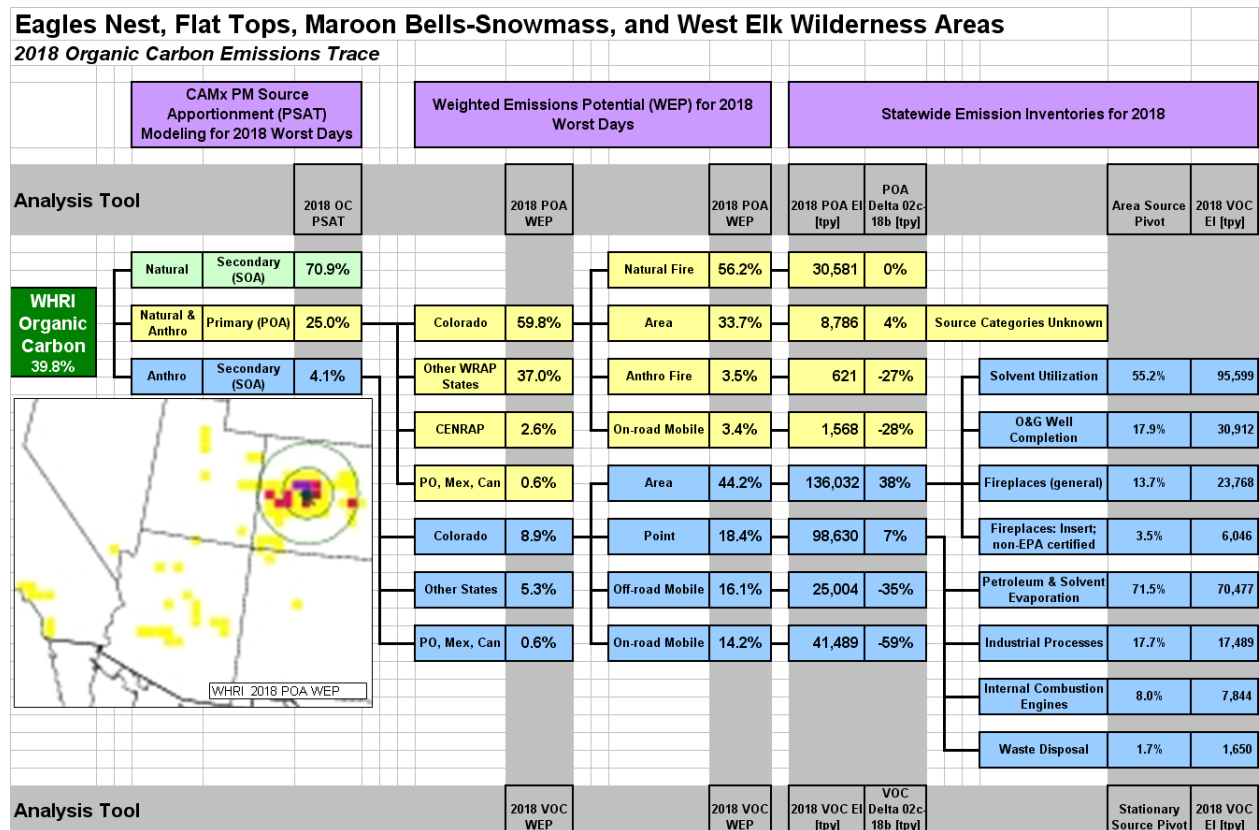 Eagles Nest, Flat Tops, Maroon Bells-Snowmass, and West Elk Wilderness Areas
2018 Organic Carbon Emissions Trace
CAMx PM Source
Apportionment (PSAT)
Modeling for 2018 Worst Days
Weighted Emissions Potential (WEP) for 2018
Worst Days
Statewide Emission Inventories for 2018
Analysis Tool
2018 OC
PSAT
2018 POA
WEP
2018 POA
WEP
2018 POA EI
[tpy]
POA
Delta 02c-
18b [tpy]
Area Source
Pivot
2018 VOC
EI [tpy]
WHRI
Organic
Carbon
39.8%
Natural
Secondary
(SOA)
70.9%
Natural &
Anthro
Primary (POA)
25.0%
Anthro
Secondary
(SOA)
4.1%
Colorado
59.8%
Other WRAP
States
37.0%
CENRAP
2.6%
PO, Mex, Can
0.6%
Colorado
8.9%
Other States
5.3%
PO, Mex, Can
0.6%
Natural Fire
56.2%
30,581
0%
Area
33.7%
8,786
4%
Source Categories Unknown
Anthro Fire
3.5%
621
-27%
On-road Mobile
3.4%
1,568
-28%
Area
44.2%
136,032
38%
Point
18.4%
98,630
7%
Off-road Mobile
16.1%
25,004
-35%
On-road Mobile
14.2%
41,489
-59%
Solvent Utilization
55.2%
95,599
O&G Well
Completion
17.9%
30,912
Fireplaces (general)
13.7%
23,768
Fireplaces: Insert;
non-EPA certified
3.5%
6,046
Petroleum & Solvent
Evaporation
71.5%
70,477
Industrial Processes
17.7%
17,489
Internal Combustion
Engines
8.0%
7,844
Waste Disposal
1.7%
1,650
WHRI 2018 POA WEP
Analysis Tool
2018 VOC
WEP
2018 VOC
WEP
2018 VOC EI
[tpy]
VOC
Delta 02c-
18b [tpy]
Stationary
Source Pivot
2018 VOC
EI [tpy]